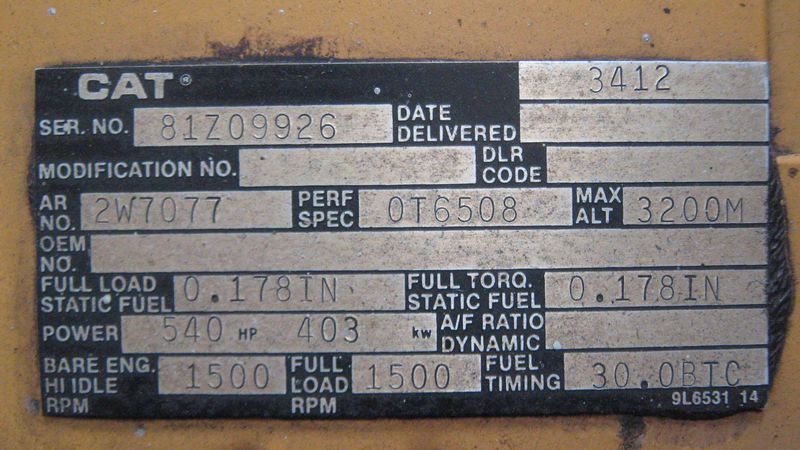 CAT® 3412
SER. NO. 81Z09926 DATE DELIVERED
MODIFICATION NO. DLR CODE
AR NO. 2W7077 PERF SPEC 0T6508 MAX ALT 3200M
OEM NO.
FULL LOAD STATIC FUEL 0.178IN FULL TORQ. STATIC FUEL 0.178IN
POWER 540 HP 403 kW A/F RATIO DYNAMIC
BARE ENG. HI IDLE RPM 1500 FULL LOAD RPM 1500 FUEL TIMING 30.0BTC
9L6531 14